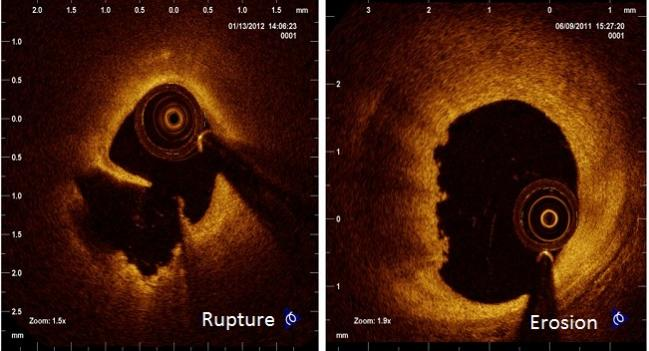 2.0 1.5 1.0 0.5 0.0 0.5 1.0 1.5 mm
01/13/2012 14:06:23
0001
1.0
0.5
0.0
0.5
1.0
1.5
2.0
2.5
mm
Zoom: 1.5x
Rupture
3 2 1 0 1 mm
06/09/2011 15:27:20
0001
2
1
0
1
mm
Zoom: 1.9x
Erosion